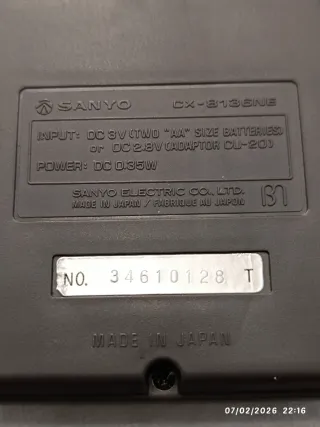 SANYO CX-8136NE
INPUT: DC 3V (TWO "AA" SIZE BATTERIES)
or DC 2.8V (ADAPTOR CU-20)
POWER: DC 0.35W
SANYO ELECTRIC CO., LTD.
MADE IN JAPAN / FABRIQUÉ AU JAPON
NO. 34610128 T
MADE IN JAPAN
07/02/2026 22:16